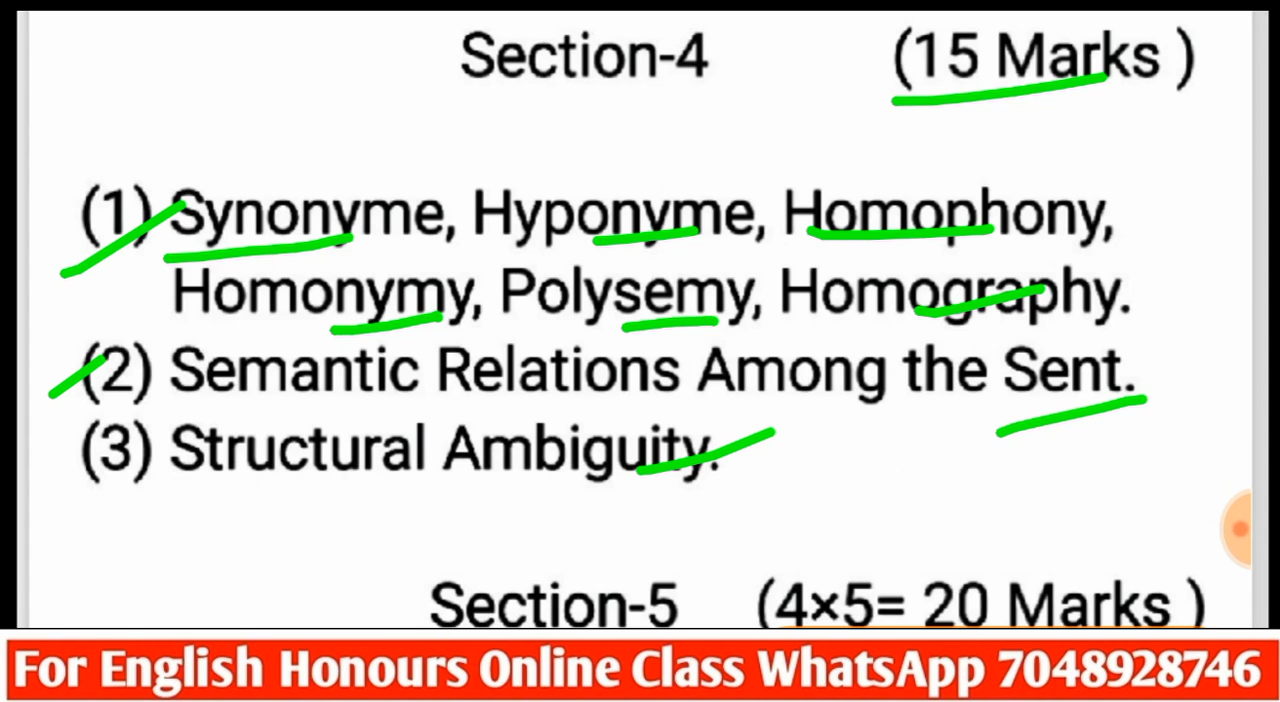 Section-4 (15 Marks )
(1) Synonyme, Hyponyme, Homophony,
Homonymy, Polysemy, Homography.
(2) Semantic Relations Among the Sent.
(3) Structural Ambiguity.
Section-5 (4×5= 20 Marks )
For English Honours Online Class WhatsApp 7048928746